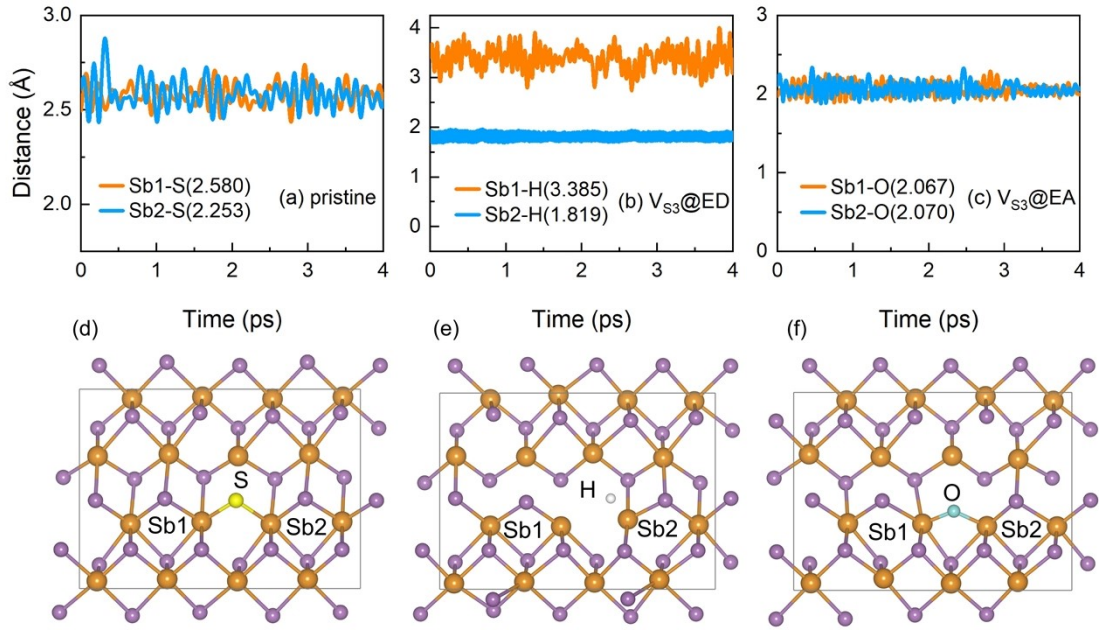 Distance (Å)
3.0
2.5
2.0
Sb1-S(2.580)
Sb2-S(2.253)
(a) pristine
0 1 2 3 4
Time (ps)
4
3
2
1
0
Sb1-H(3.385)
Sb2-H(1.819)
(b) V_S3@ED
0 1 2 3 4
Time (ps)
3
2
1
0
Sb1-O(2.067)
Sb2-O(2.070)
(c) V_S3@EA
0 1 2 3 4
Time (ps)
(d)
S
Sb1 Sb2
(e)
H
Sb1 Sb2
(f)
O
Sb1 Sb2